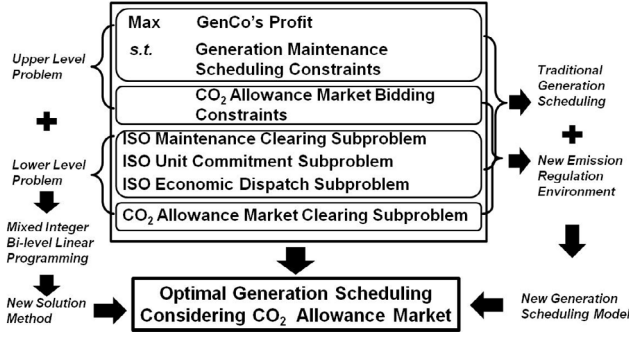 Max GenCo's Profit
s.t. Generation Maintenance
Scheduling Constraints
CO₂ Allowance Market Bidding
Constraints
ISO Maintenance Clearing Subproblem
ISO Unit Commitment Subproblem
ISO Economic Dispatch Subproblem
CO₂ Allowance Market Clearing Subproblem
Upper Level
Problem
+
Lower Level
Problem
Mixed Integer
Bi-level Linear
Programming
New Solution
Method
Traditional
Generation
Scheduling
+
New Emission
Regulation
Environment
New Generation
Scheduling Model
Optimal Generation Scheduling
Considering CO₂ Allowance Market